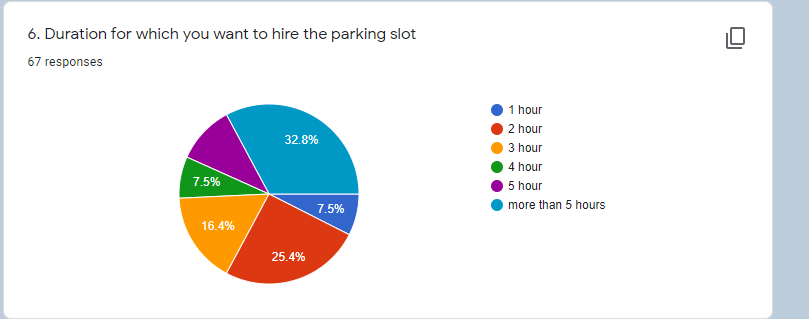 6. Duration for which you want to hire the parking slot
67 responses
32.8%
7.5%
7.5%
16.4%
25.4%
1 hour
2 hour
3 hour
4 hour
5 hour
more than 5 hours